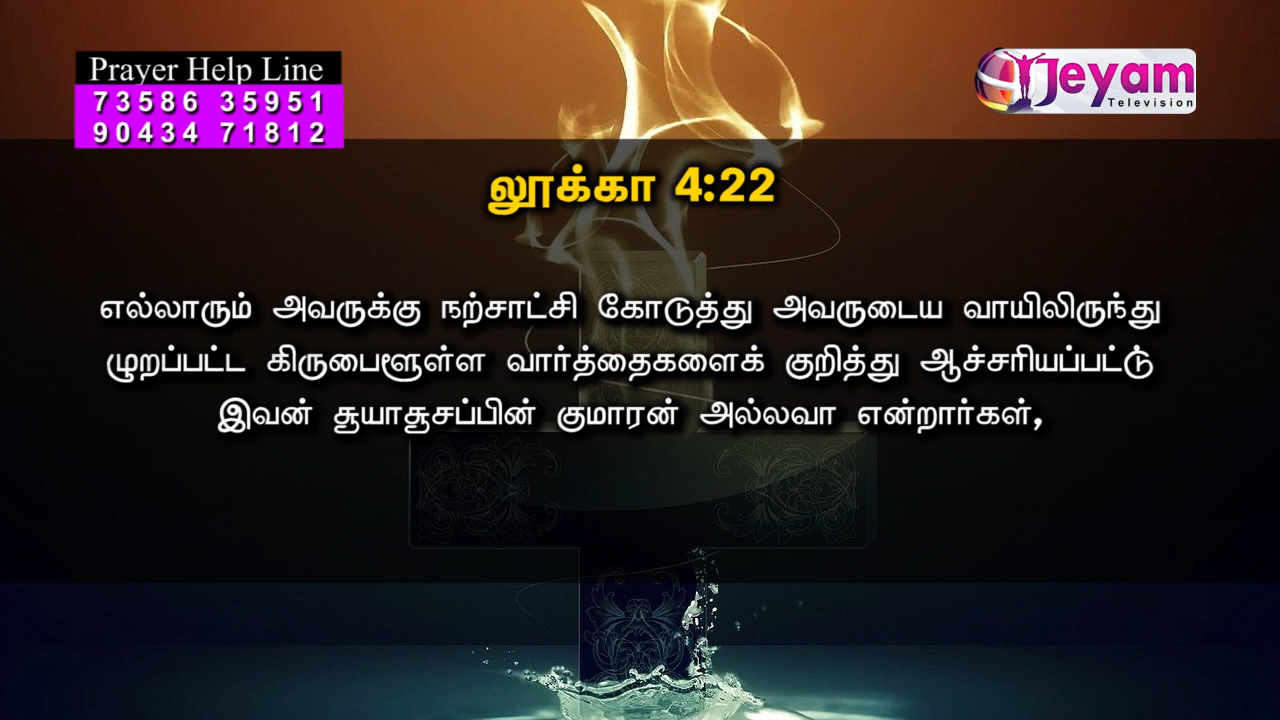 Prayer Help Line
73586 35951
90434 71812
Jeyam
Television
லூக்கா 4:22
எல்லாரும் அவருக்கு நற்சாட்சி கோடுத்து அவருடைய வாயிலிருந்து
முறப்பட்ட கிருபைளூள்ள வார்த்தைகளைக் குறித்து ஆச்சரியப்பட்டு்
இவன் சூயாசூசப்பின் குமாரன் அல்லவா என்றார்கள்,